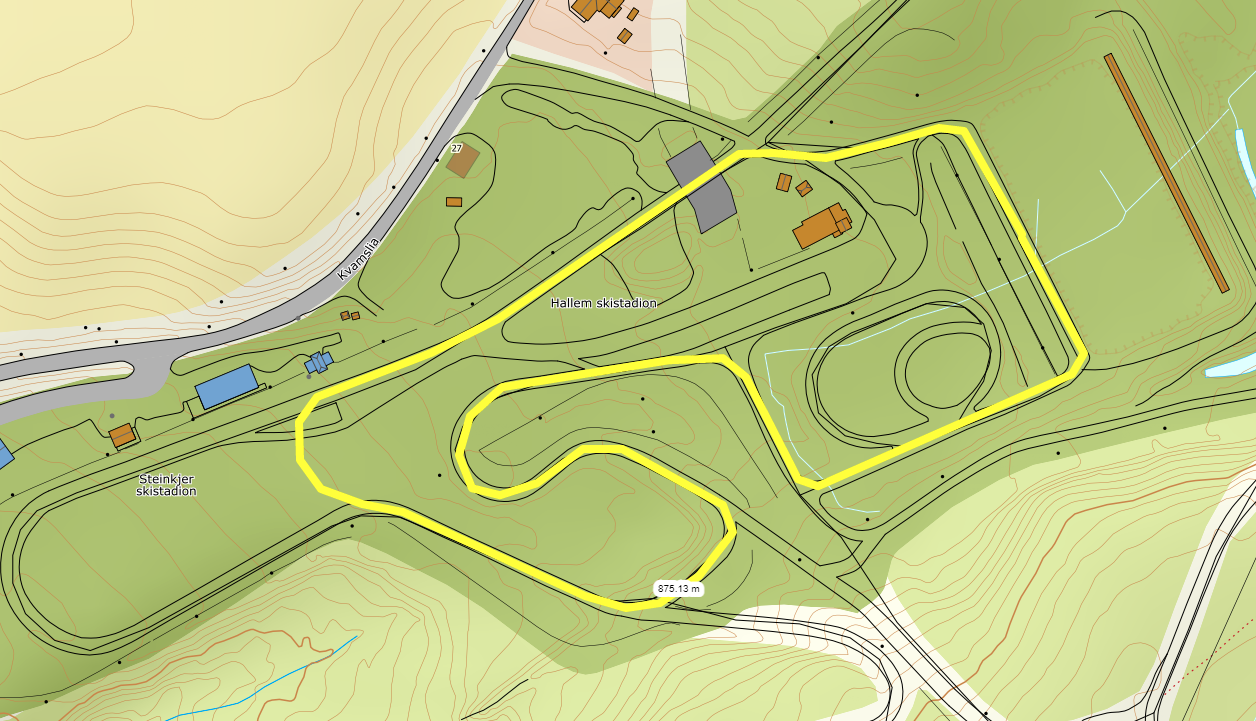 27
Kvamslia
Hallem skistadion
Steinkjer
skistadion
875.13 m